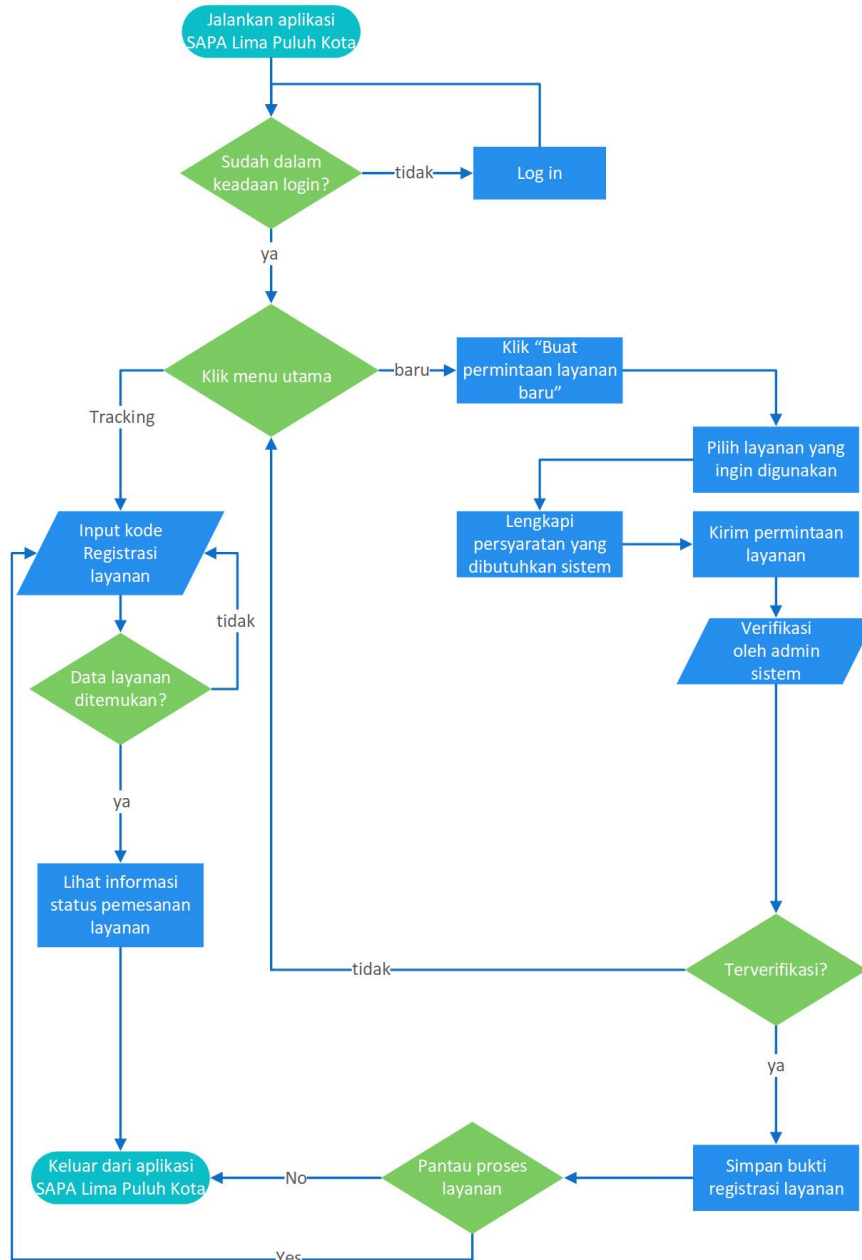 Jalankan aplikasi
SAPA Lima Puluh Kota
Sudah dalam
keadaan login?
tidak
Log in
ya
Klik menu utama
baru
Klik “Buat
permintaan layanan
baru”
Tracking
Pilih layanan yang
ingin digunakan
Input kode
Registrasi
layanan
Lengkapi
persyaratan yang
dibutuhkan sistem
Kirim permintaan
layanan
tidak
Verifikasi
oleh admin
sistem
Data layanan
ditemukan?
ya
Lihat informasi
status pemesanan
layanan
tidak
Terverifikasi?
ya
Keluar dari aplikasi
SAPA Lima Puluh Kota
No
Pantau proses
layanan
Simpan bukti
registrasi layanan
Yes